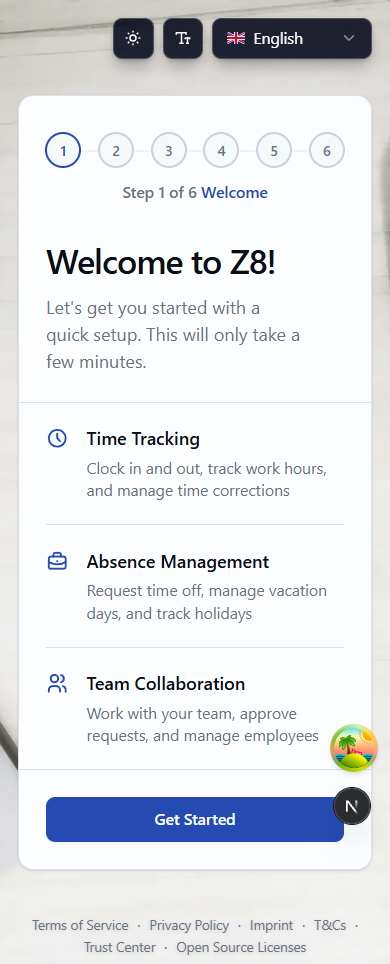 English
1 2 3 4 5 6
Step 1 of 6 Welcome
Welcome to Z8!
Let's get you started with a
quick setup. This will only take a
few minutes.
Time Tracking
Clock in and out, track work hours,
and manage time corrections
Absence Management
Request time off, manage vacation
days, and track holidays
Team Collaboration
Work with your team, approve
requests, and manage employees
Get Started
N
Terms of Service · Privacy Policy · Imprint · T&Cs ·
Trust Center · Open Source Licenses